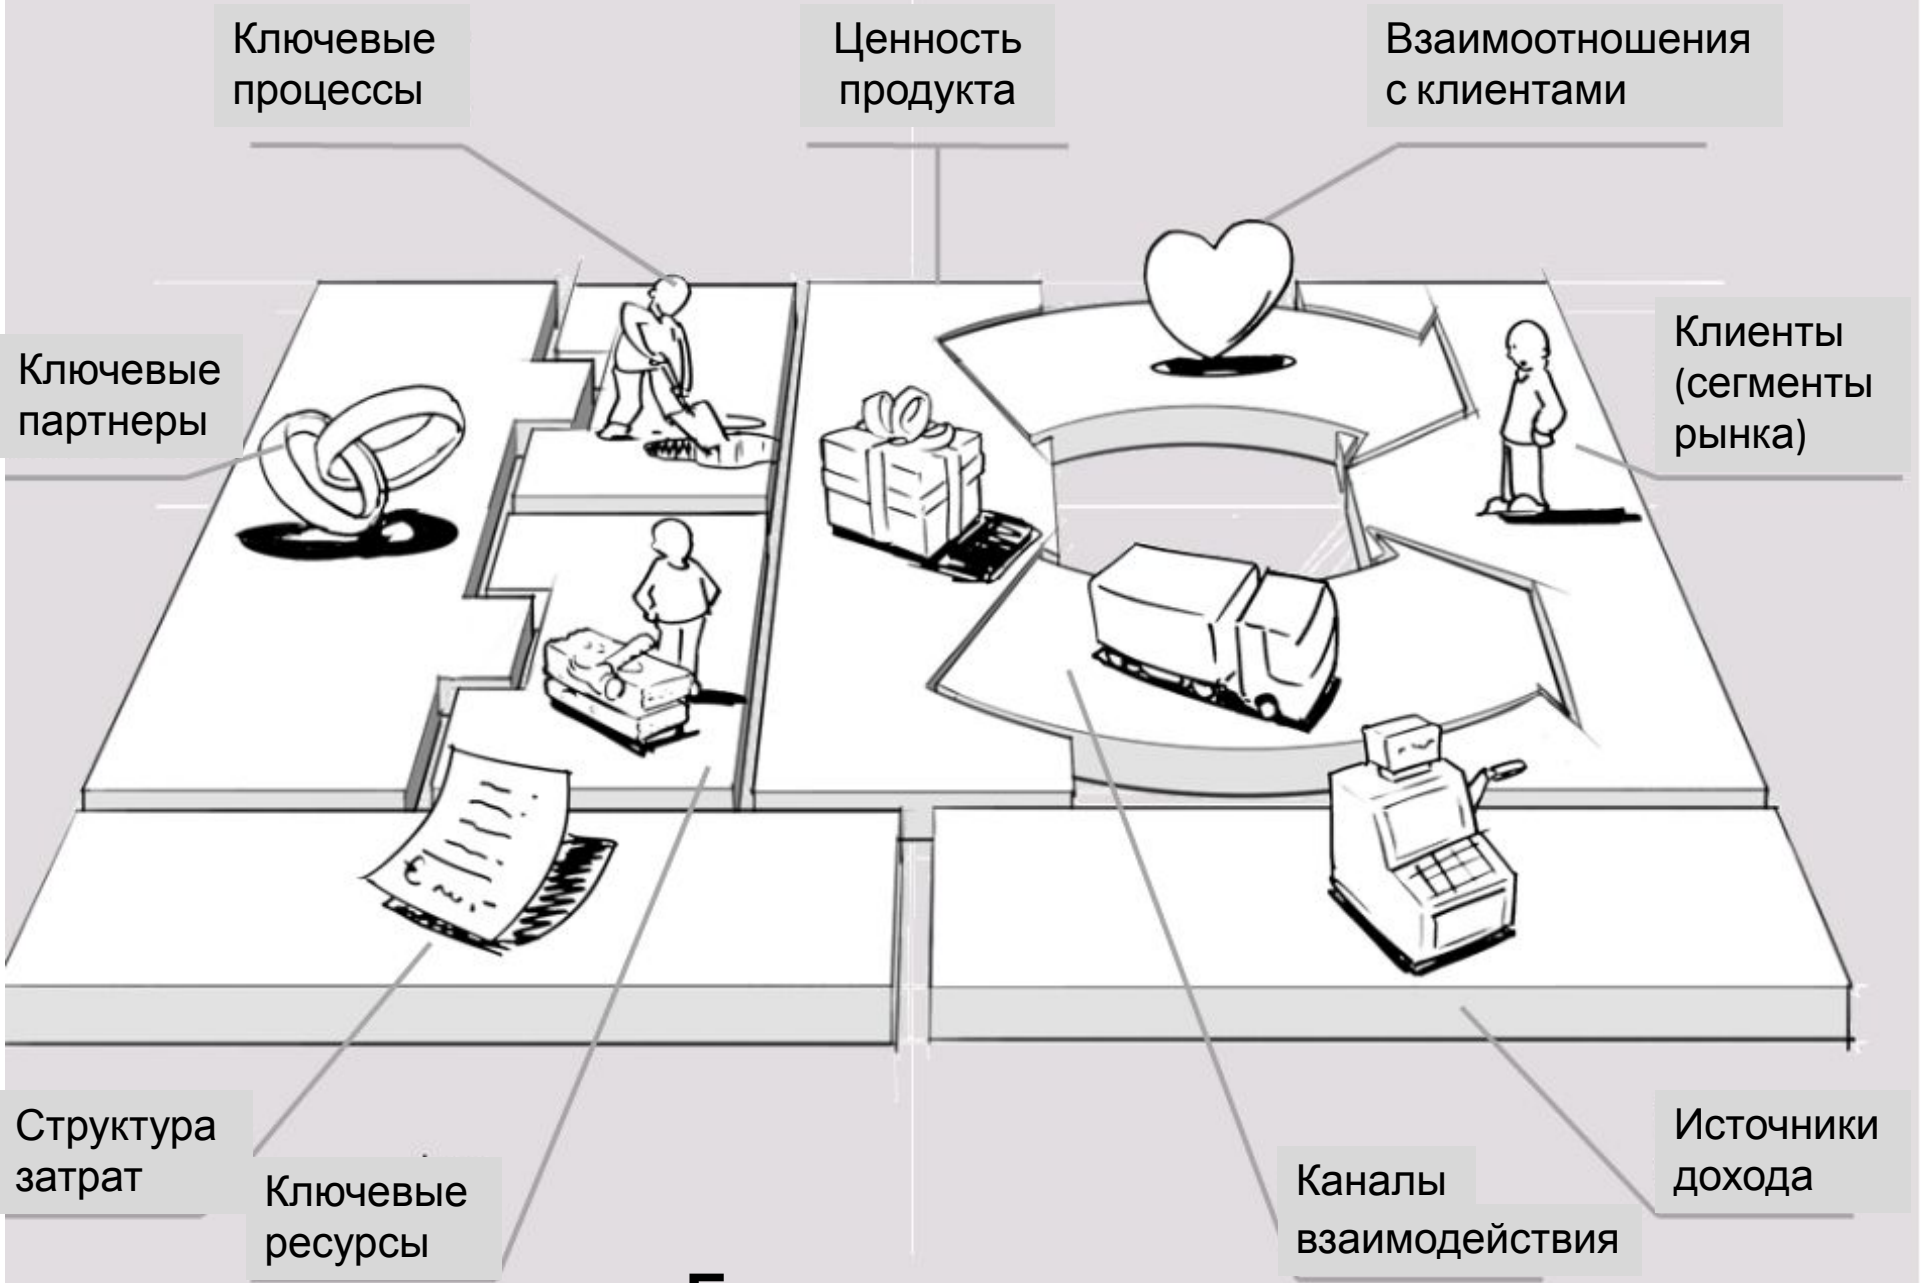 Ключевые
процессы
Ценность
продукта
Взаимоотношения
с клиентами
Ключевые
партнеры
Клиенты
(сегменты
рынка)
Структура
затрат
Ключевые
ресурсы
Каналы
взаимодействия
Источники
дохода